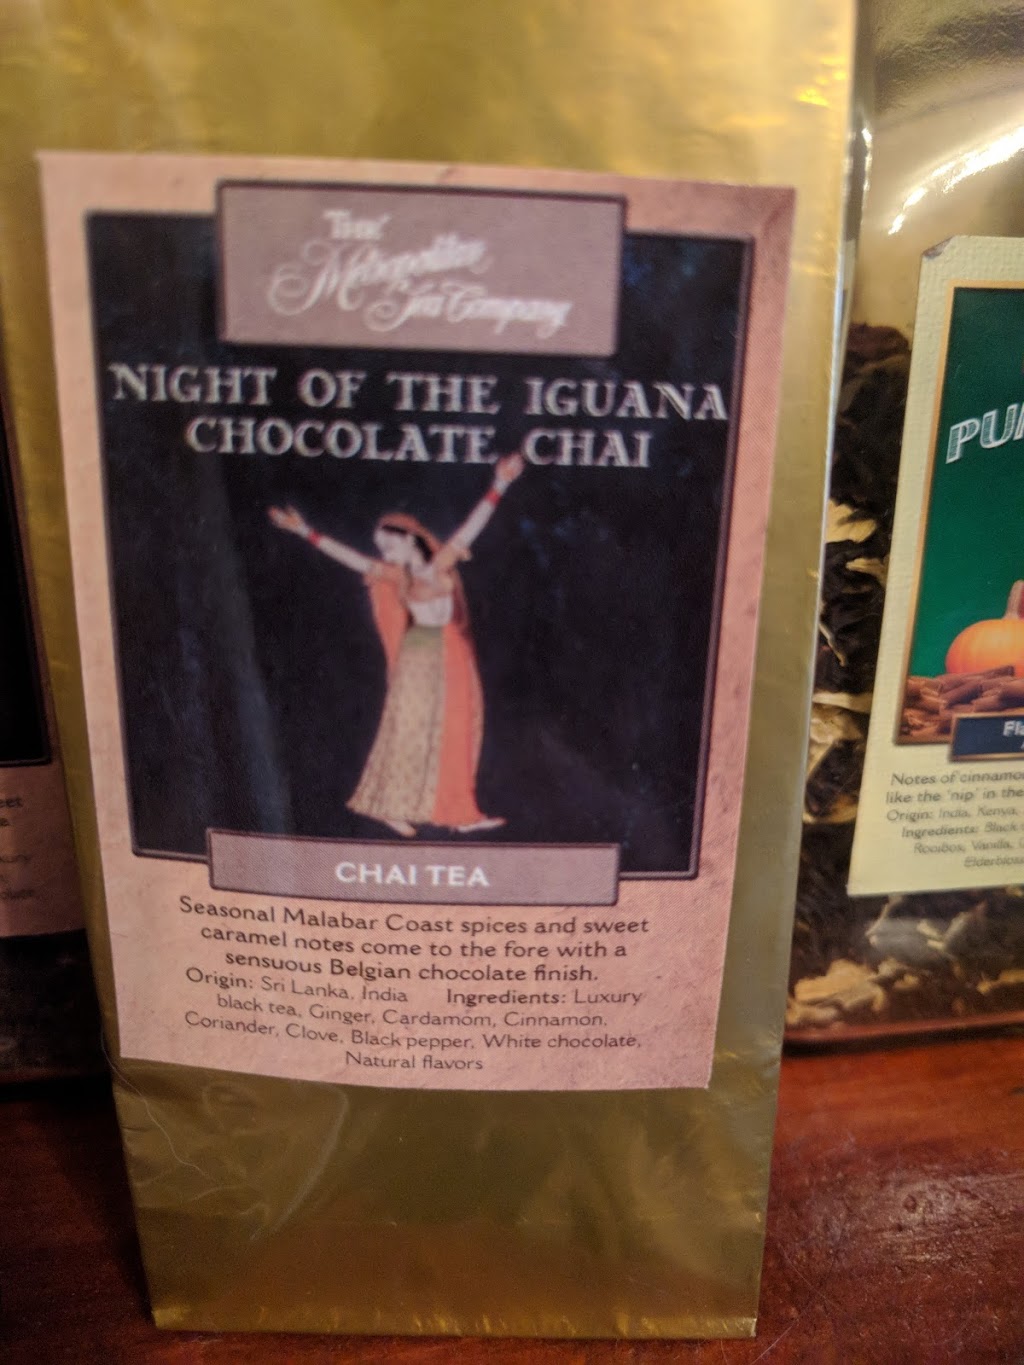 THE
Metropolitan
Tea Company
NIGHT OF THE IGUANA
CHOCOLATE CHAI
CHAI TEA
Seasonal Malabar Coast spices and sweet
caramel notes come to the fore with a
sensuous Belgian chocolate finish.
Origin: Sri Lanka, India Ingredients: Luxury
black tea, Ginger, Cardamom, Cinnamon,
Coriander, Clove, Black pepper, White chocolate,
Natural flavors
PU
Fla
Notes of cinnamo
like the 'nip' in the
Origin: India, Kenya,
Ingredients: Black
Rooibos, Vanilla,